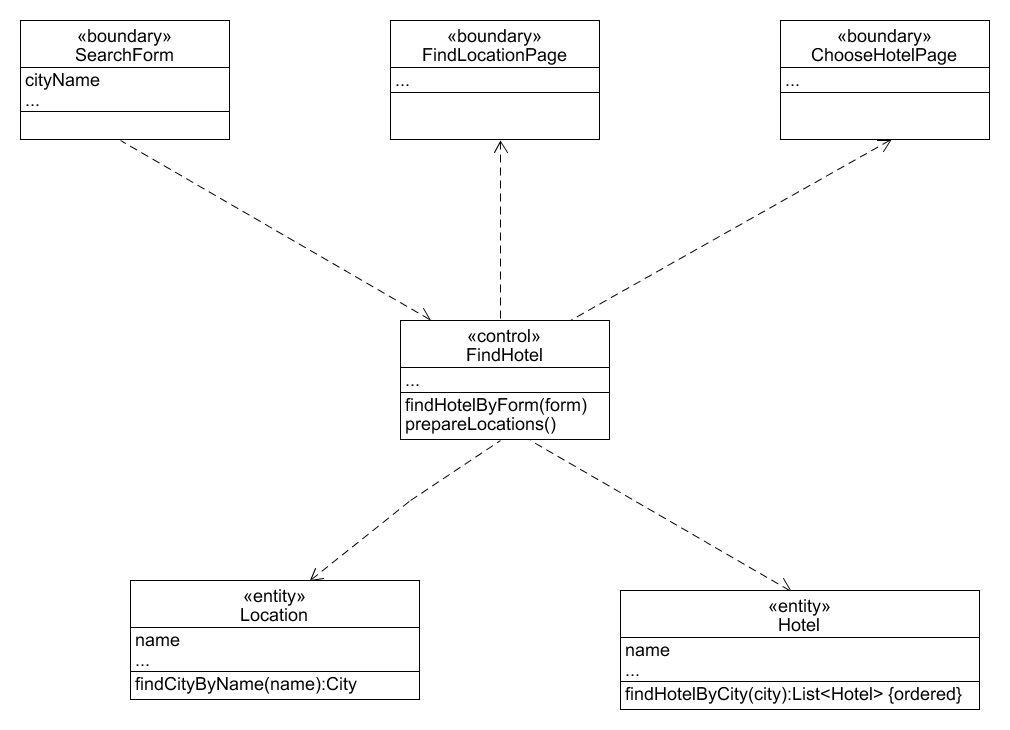 «boundary»
SearchForm
cityName
...
«boundary»
FindLocationPage
...
«boundary»
ChooseHotelPage
...
«control»
FindHotel
...
findHotelByForm(form)
prepareLocations()
«entity»
Location
name
...
findCityByName(name):City
«entity»
Hotel
name
...
findHotelByCity(city):List<Hotel> {ordered}